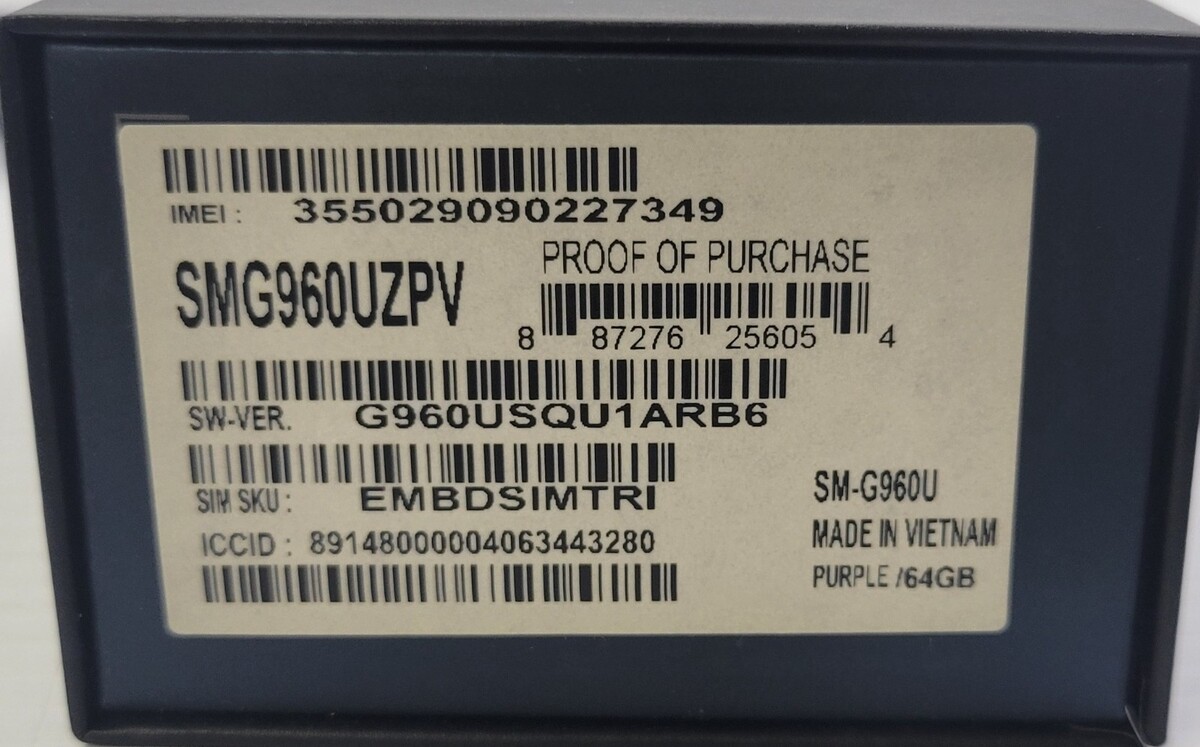 IMEI : 355029090227349
SMG960UZPV
PROOF OF PURCHASE
8 87276 25605 4
SW-VER. G960USQU1ARB6
SIM SKU : EMBDSIMTRI
ICCID : 89148000004063443280
SM-G960U
MADE IN VIETNAM
PURPLE /64GB